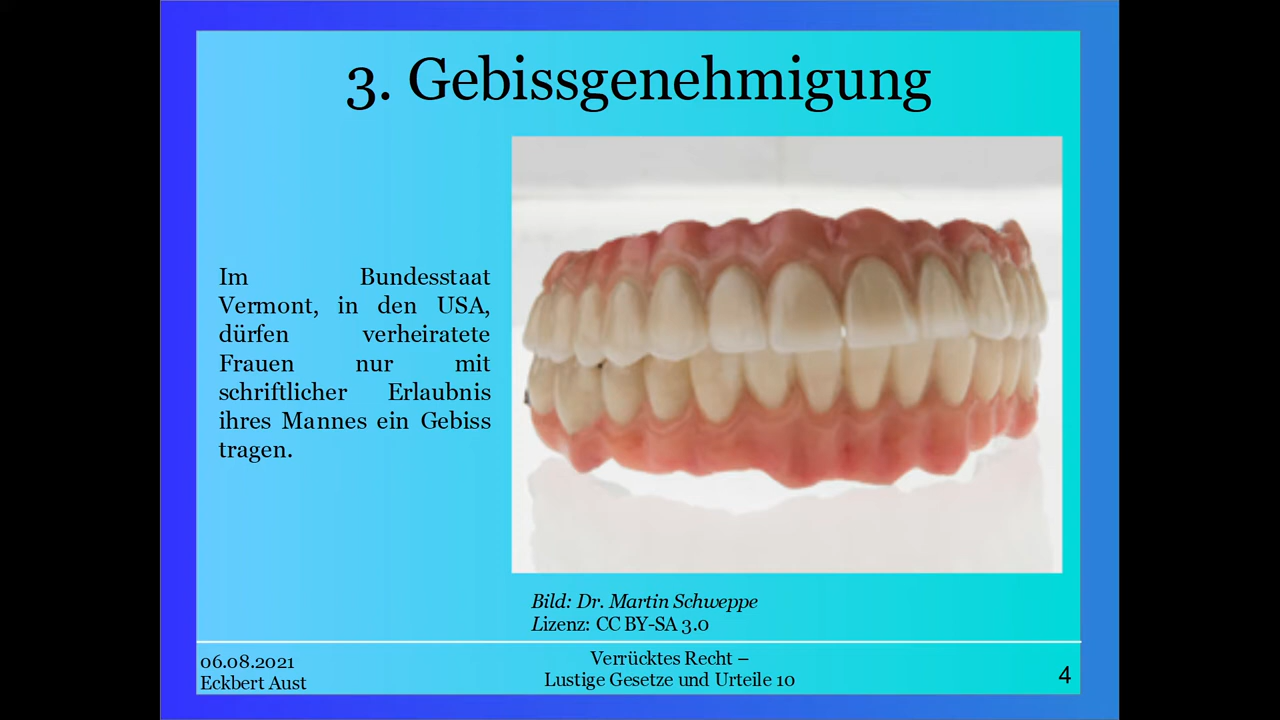 3. Gebissgenehmigung
Im Bundesstaat
Vermont, in den USA,
dürfen verheiratete
Frauen nur mit
schriftlicher Erlaubnis
ihres Mannes ein Gebiss
tragen.
Bild: Dr. Martin Schweppe
Lizenz: CC BY-SA 3.0
06.08.2021
Eckbert Aust
Verrücktes Recht –
Lustige Gesetze und Urteile 10
4